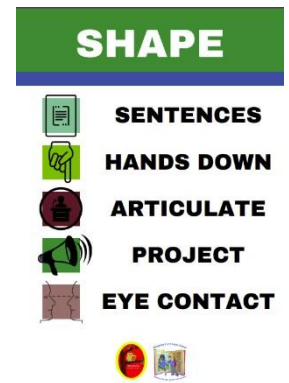 SHAPE
SENTENCES
HANDS DOWN
ARTICULATE
PROJECT
EYE CONTACT